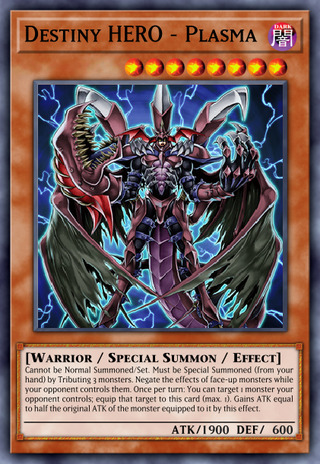 DESTINY HERO - PLASMA
DARK
闇
[WARRIOR / SPECIAL SUMMON / EFFECT]
Cannot be Normal Summoned/Set. Must be Special Summoned (from your
hand) by Tributing 3 monsters. Negate the effects of face-up monsters while
your opponent controls them. Once per turn: You can target 1 monster your
opponent controls; equip that target to this card (max. 1). Gains ATK equal
to half the original ATK of the monster equipped to it by this effect.
ATK/1900 DEF/ 600